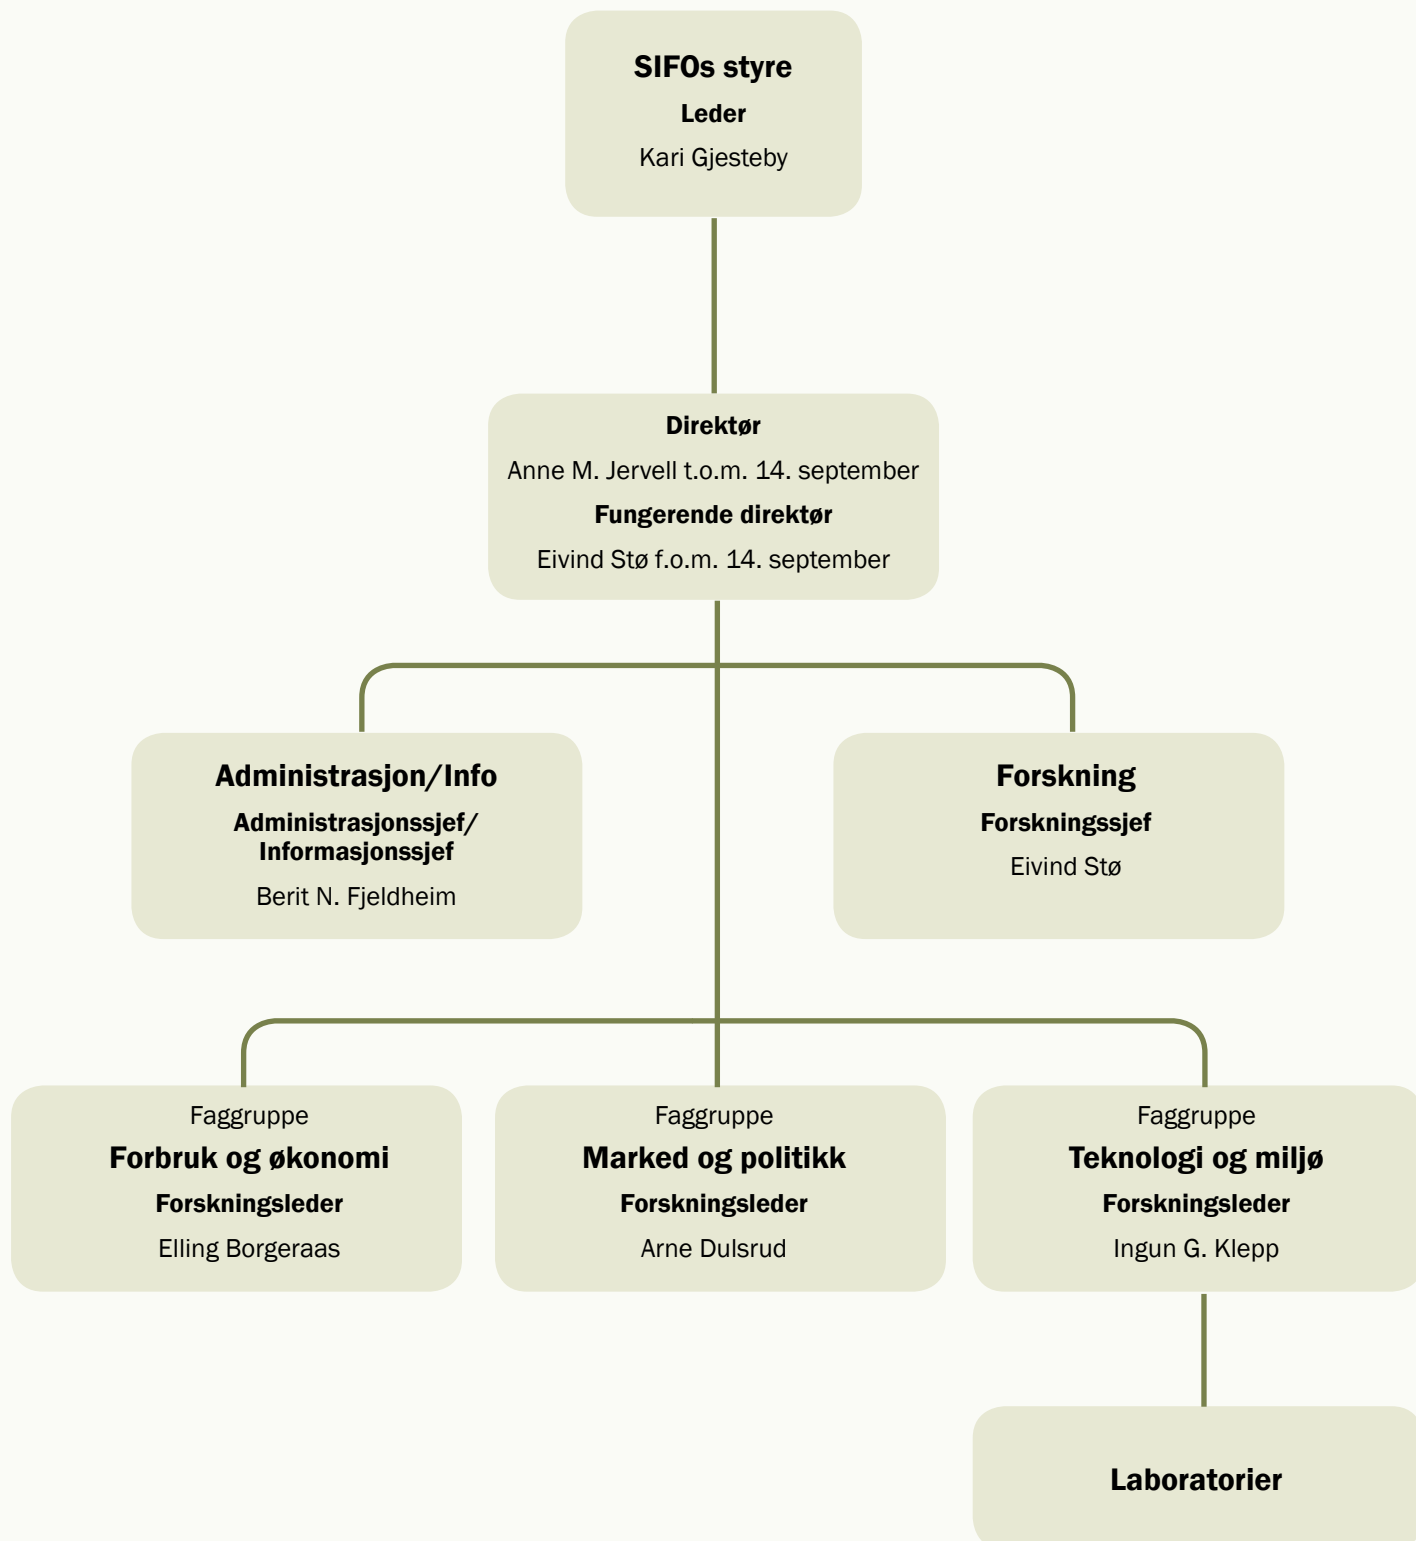 SIFOs styre
Leder
Kari Gjesteby
Direktør
Anne M. Jervell t.o.m. 14. september
Fungerende direktør
Eivind Stø f.o.m. 14. september
Administrasjon/Info
Administrasjonssjef/
Informasjonssjef
Berit N. Fjeldheim
Forskning
Forskningssjef
Eivind Stø
Faggruppe
Forbruk og økonomi
Forskningsleder
Elling Borgeraas
Faggruppe
Marked og politikk
Forskningsleder
Arne Dulsrud
Faggruppe
Teknologi og miljø
Forskningsleder
Ingun G. Klepp
Laboratorier